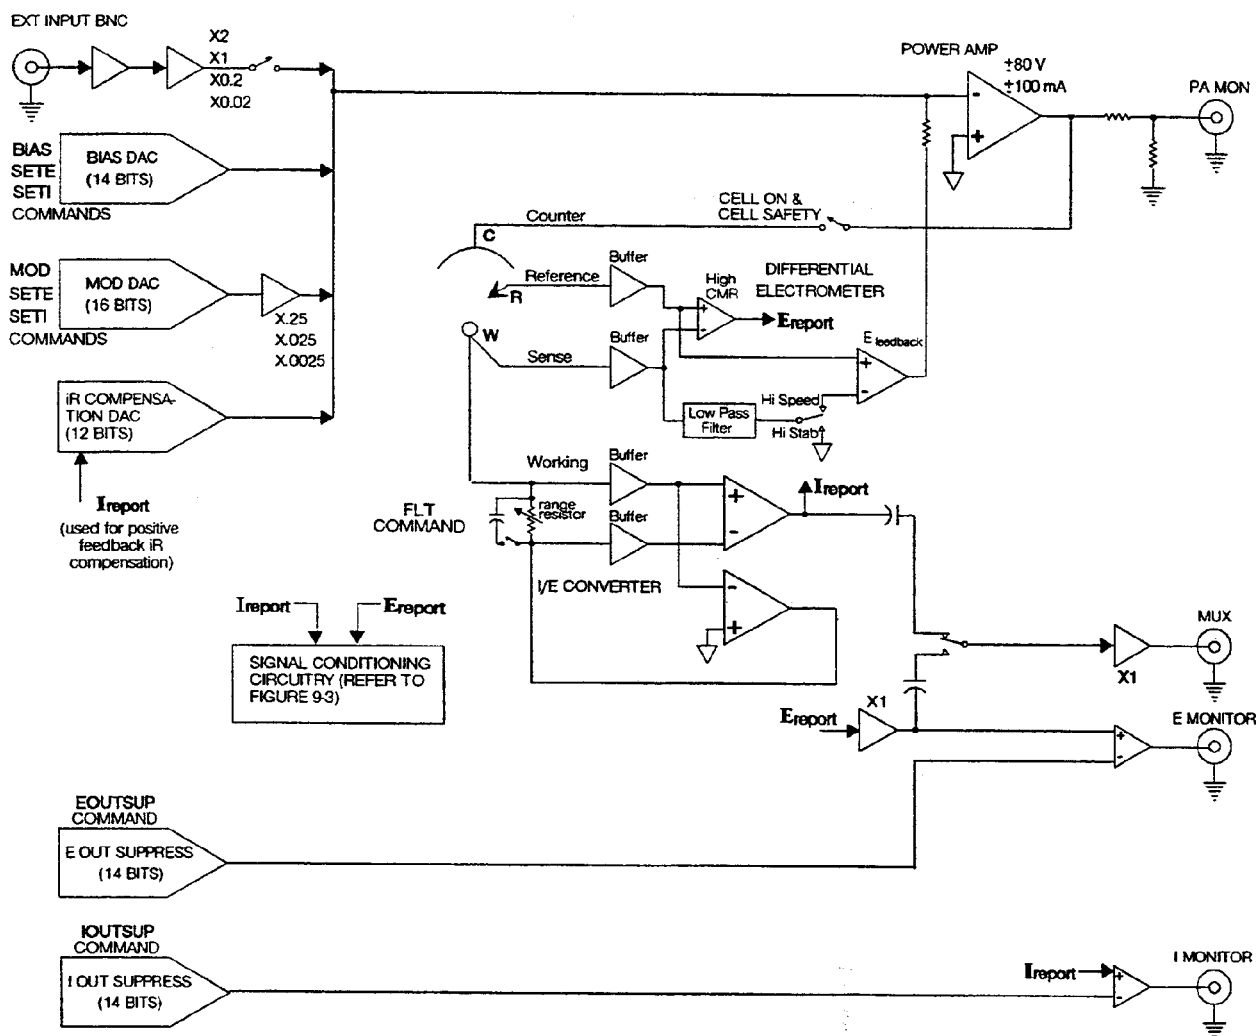 EXT INPUT BNC
X2
X1
X0.2
X0.02
POWER AMP
±80 V
±100 mA
-
+
PA MON
BIAS
SETE
SETI
COMMANDS
BIAS DAC
(14 BITS)
CELL ON &
CELL SAFETY
Counter
C
MOD
SETE
SETI
COMMANDS
MOD DAC
(16 BITS)
X.25
X.025
X.0025
Reference
R
Buffer
High
CMR
+
-
DIFFERENTIAL
ELECTROMETER
Ereport
W
Sense
Buffer
E feedback
+
-
Hi Speed
Low Pass
Filter
Hi Stab
iR COMPENSA-
TION DAC
(12 BITS)
Ireport
(used for positive
feedback iR
compensation)
Working
Buffer
FLT
COMMAND
range
resistor
Buffer
+
-
Ireport
I/E CONVERTER
-
+
Ireport
Ereport
SIGNAL CONDITIONING
CIRCUITRY (REFER TO
FIGURE 9-3)
MUX
X1
Ereport
X1
E MONITOR
+
-
EOUTSUP
COMMAND
E OUT SUPPRESS
(14 BITS)
IOUTSUP
COMMAND
I OUT SUPPRESS
(14 BITS)
Ireport
+
-
I MONITOR